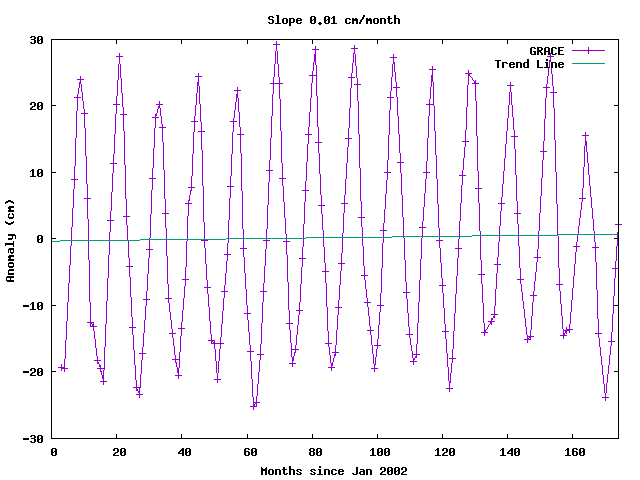 Slope 0.01 cm/month
GRACE
Trend Line
30
20
10
0
-10
-20
-30
Anomaly (cm)
0 20 40 60 80 100 120 140 160
Months since Jan 2002